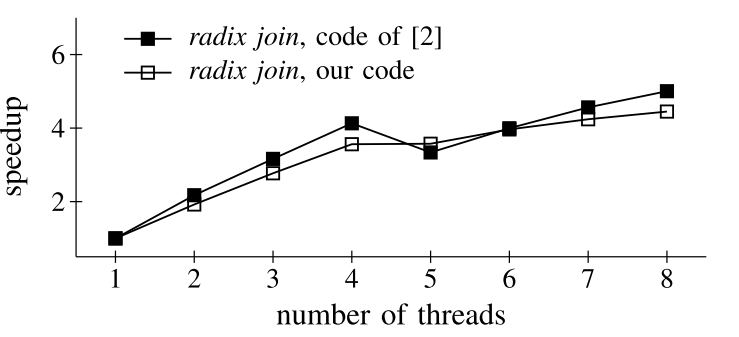 radix join, code of [2]
radix join, our code
6
4
2
speedup
1 2 3 4 5 6 7 8
number of threads